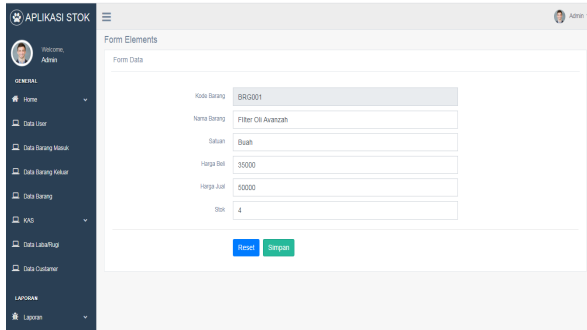 APLIKASI STOK
Admin
Welcome,
Admin
GENERAL
Home
Data User
Data Barang Masuk
Data Barang Keluar
Data Barang
KAS
Data Laba/Rugi
Data Custamer
LAPORAN
Laporan
Form Elements
Form Data
Kode Barang BRG001
Nama Barang Filter Oli Avanzah
Satuan Buah
Harga Beli 35000
Harga Jual 50000
Stok 4
Reset Simpan